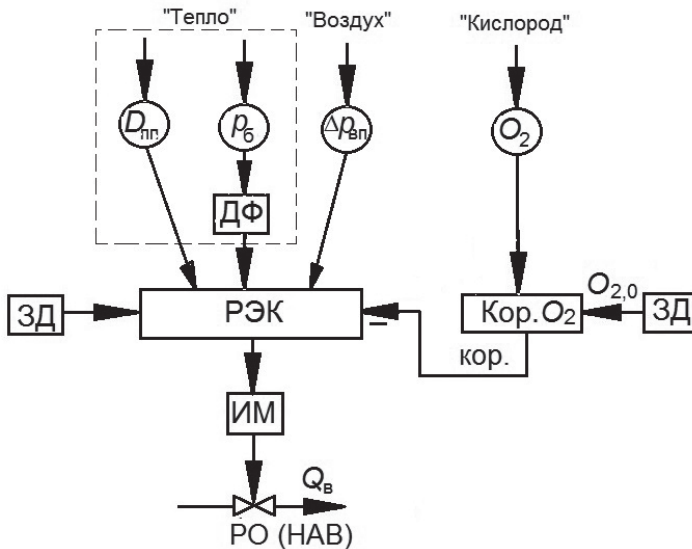 "Тепло" "Воздух" "Кислород"
Dпп pб Δpвп O2
ДФ
O2,0
ЗД РЭК Кор.O2 ЗД
– кор.
ИМ
Qв
РО (НАВ)